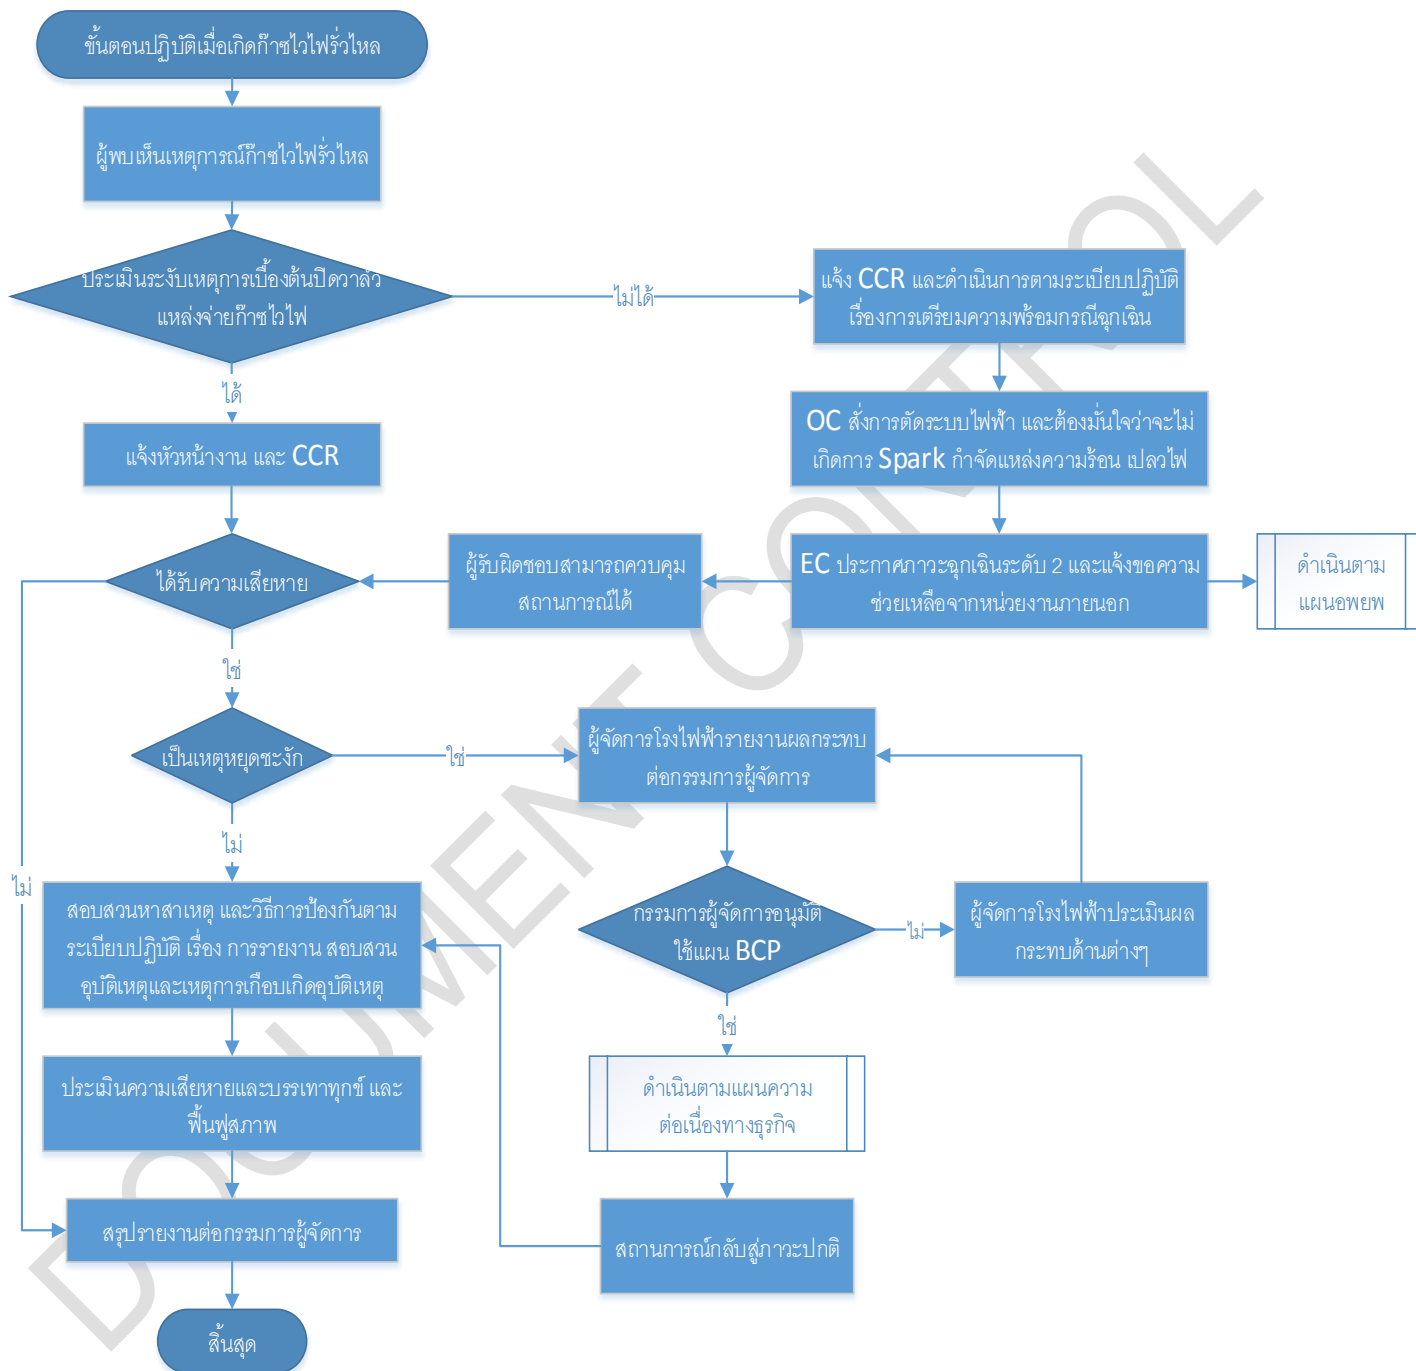 ขั้นตอนปฏิบัติเมื่อเกิดก๊าซไวไฟรั่วไหล
ผู้พบเห็นเหตุการณ์ก๊าซไวไฟรั่วไหล
ประเมินระงับเหตุการเบื้องต้นปิดวาล์ว
แหล่งจ่ายก๊าซไวไฟ
ไม่ได้
แจ้ง CCR และดำเนินการตามระเบียบปฏิบัติ
เรื่องการเตรียมความพร้อมกรณีฉุกเฉิน
ได้
แจ้งหัวหน้างาน และ CCR
OC สั่งการตัดระบบไฟฟ้า และต้องมั่นใจว่าจะไม่
เกิดการ Spark กำจัดแหล่งความร้อน เปลวไฟ
ได้รับความเสียหาย
ผู้รับผิดชอบสามารถควบคุม
สถานการณ์ได้
EC ประกาศภาวะฉุกเฉินระดับ 2 และแจ้งขอความ
ช่วยเหลือจากหน่วยงานภายนอก
ดำเนินตาม
แผนอพยพ
ใช่
เป็นเหตุหยุดชะงัก
ใช่
ผู้จัดการโรงไฟฟ้ารายงานผลกระทบ
ต่อกรรมการผู้จัดการ
ไม่
ไม่
สอบสวนหาสาเหตุ และวิธีการป้องกันตาม
ระเบียบปฏิบัติ เรื่อง การรายงาน สอบสวน
อุบัติเหตุและเหตุการเกือบเกิดอุบัติเหตุ
กรรมการผู้จัดการอนุมัติ
ใช้แผน BCP
ไม่
ผู้จัดการโรงไฟฟ้าประเมินผล
กระทบด้านต่างๆ
ใช่
ประเมินความเสียหายและบรรเทาทุกข์ และ
ฟื้นฟูสภาพ
ดำเนินตามแผนความ
ต่อเนื่องทางธุรกิจ
สรุปรายงานต่อกรรมการผู้จัดการ
สถานการณ์กลับสู่ภาวะปกติ
สิ้นสุด
DOCUMENT CONTROL